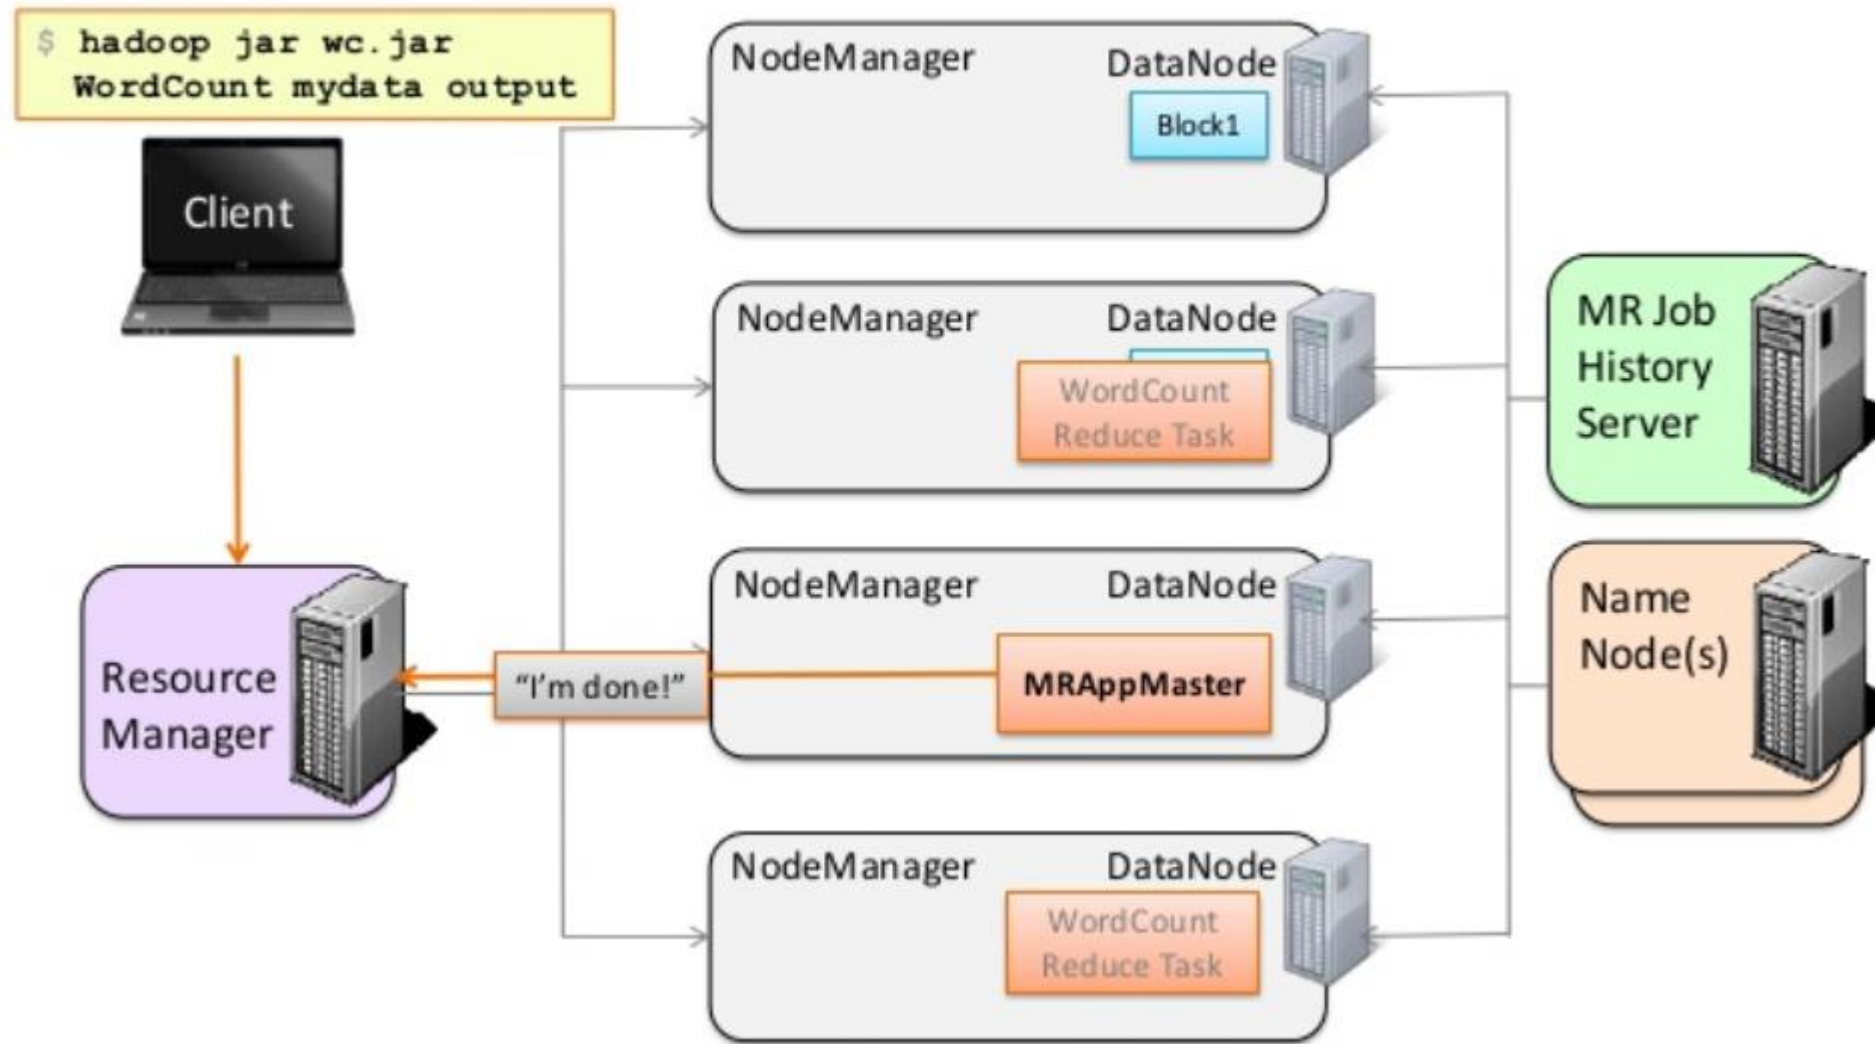 $ hadoop jar wc.jar
WordCount mydata output
Client
Resource
Manager
"I'm done!"
NodeManager
DataNode
Block1
NodeManager
DataNode
WordCount
Reduce Task
NodeManager
DataNode
MRAppMaster
NodeManager
DataNode
WordCount
Reduce Task
MR Job
History
Server
Name
Node(s)